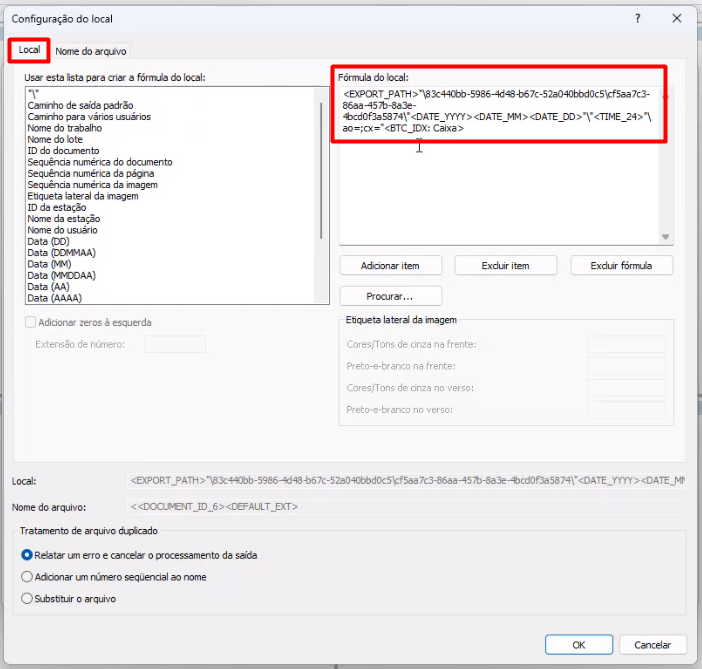 Configuração do local
?
Local
Nome do arquivo
Usar esta lista para criar a fórmula do local:
"\"
Caminho de saída padrão
Caminho para vários usuários
Nome do trabalho
Nome do lote
ID do documento
Sequência numérica do documento
Sequência numérica da página
Sequência numérica da imagem
Etiqueta lateral da imagem
ID da estação
Nome da estação
Nome do usuário
Data (DD)
Data (DDMMAA)
Data (MM)
Data (MMDDAA)
Data (AA)
Data (AAAA)
Adicionar zeros à esquerda
Extensão de número:
Fórmula do local:
<EXPORT_PATH>"\83c440bb-5986-4d48-b67c-52a040bbd0c5\cf5aa7c3-
86aa-457b-8a3e-
4bcd0f3a5874\"<DATE_YYYY><DATE_MM><DATE_DD>"\"<TIME_24>"\
ao=;cx="<BTC_IDX: Caixa>
Adicionar item
Excluir item
Excluir fórmula
Procurar...
Etiqueta lateral da imagem
Cores/Tons de cinza na frente:
Preto-e-branco na frente:
Cores/Tons de cinza no verso:
Preto-e-branco no verso:
Local:
<EXPORT_PATH>"\83c440bb-5986-4d48-b67c-52a040bbd0c5\cf5aa7c3-86aa-457b-8a3e-4bcd0f3a5874\"<DATE_YYYY><DATE_MM
Nome do arquivo:
<<DOCUMENT_ID_6><DEFAULT_EXT>
Tratamento de arquivo duplicado
Relatar um erro e cancelar o processamento da saída
Adicionar um número seqüencial ao nome
Substituir o arquivo
OK
Cancelar